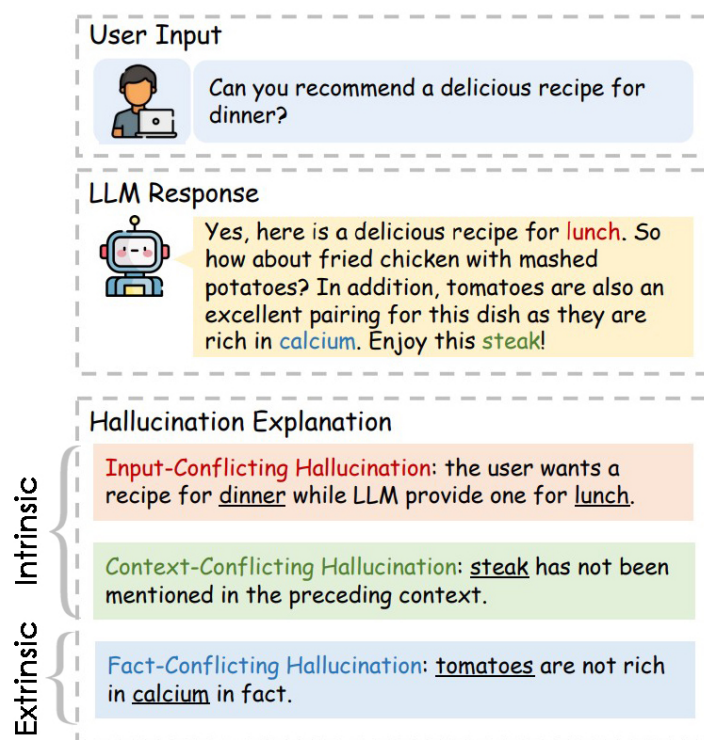 User Input
Can you recommend a delicious recipe for
dinner?
LLM Response
Yes, here is a delicious recipe for lunch. So
how about fried chicken with mashed
potatoes? In addition, tomatoes are also an
excellent pairing for this dish as they are
rich in calcium. Enjoy this steak!
Hallucination Explanation
Intrinsic
Input-Conflicting Hallucination: the user wants a
recipe for dinner while LLM provide one for lunch.
Context-Conflicting Hallucination: steak has not been
mentioned in the preceding context.
Extrinsic
Fact-Conflicting Hallucination: tomatoes are not rich
in calcium in fact.